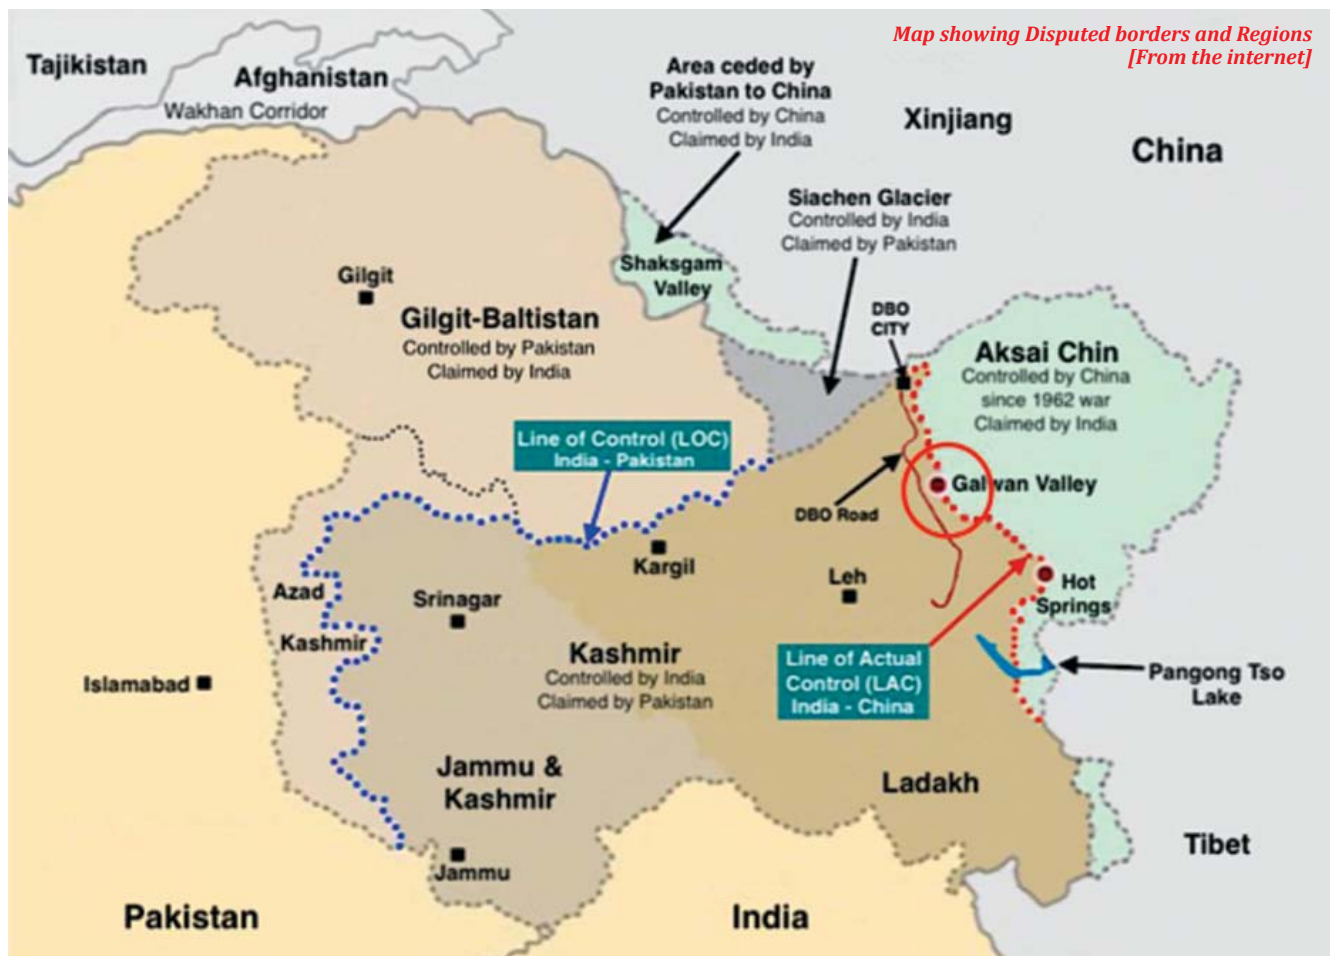 Map showing Disputed borders and Regions
[From the internet]
Tajikistan
Afghanistan
Wakhan Corridor
Area ceded by
Pakistan to China
Controlled by China
Claimed by India
Xinjiang
China
Siachen Glacier
Controlled by India
Claimed by Pakistan
Shaksgam
Valley
Gilgit
Gilgit-Baltistan
Controlled by Pakistan
Claimed by India
DBO
CITY
Aksai Chin
Controlled by China
since 1962 war
Claimed by India
Line of Control (LOC)
India - Pakistan
Galwan Valley
DBO Road
Kargil
Leh
Hot
Springs
Azad
Kashmir
Srinagar
Islamabad
Kashmir
Controlled by India
Claimed by Pakistan
Line of Actual
Control (LAC)
India - China
Pangong Tso
Lake
Jammu &
Kashmir
Ladakh
Jammu
Tibet
Pakistan
India